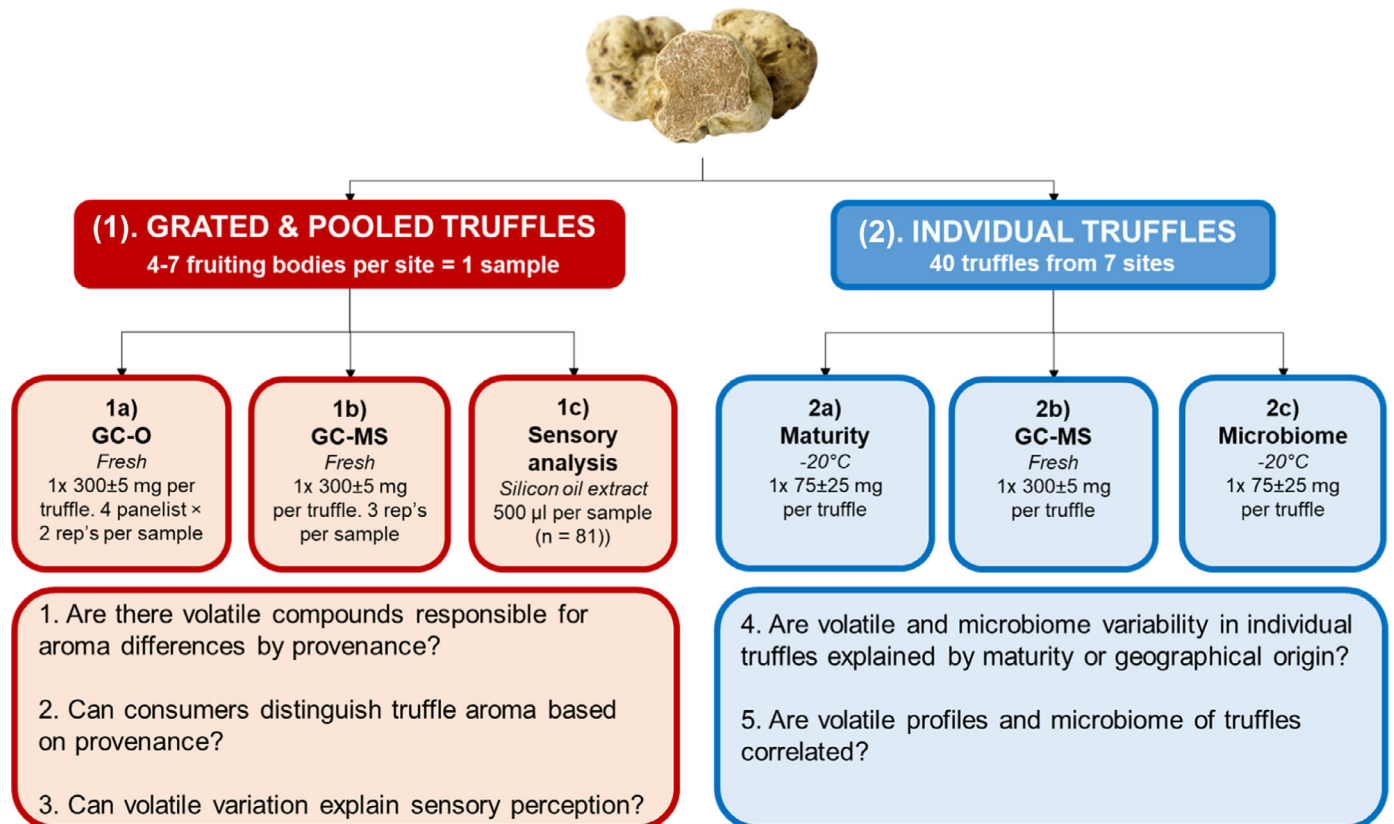 (1). GRATED & POOLED TRUFFLES
4-7 fruiting bodies per site = 1 sample
(2). INDVIDUAL TRUFFLES
40 truffles from 7 sites
1a)
GC-O
Fresh
1x 300±5 mg per
truffle. 4 panelist ×
2 rep's per sample
1b)
GC-MS
Fresh
1x 300±5 mg
per truffle. 3 rep's
per sample
1c)
Sensory
analysis
Silicon oil extract
500 µl per sample
(n = 81))
2a)
Maturity
-20°C
1x 75±25 mg
per truffle
2b)
GC-MS
Fresh
1x 300±5 mg
per truffle
2c)
Microbiome
-20°C
1x 75±25 mg
per truffle
1. Are there volatile compounds responsible for
aroma differences by provenance?
2. Can consumers distinguish truffle aroma based
on provenance?
3. Can volatile variation explain sensory perception?
4. Are volatile and microbiome variability in individual
truffles explained by maturity or geographical origin?
5. Are volatile profiles and microbiome of truffles
correlated?